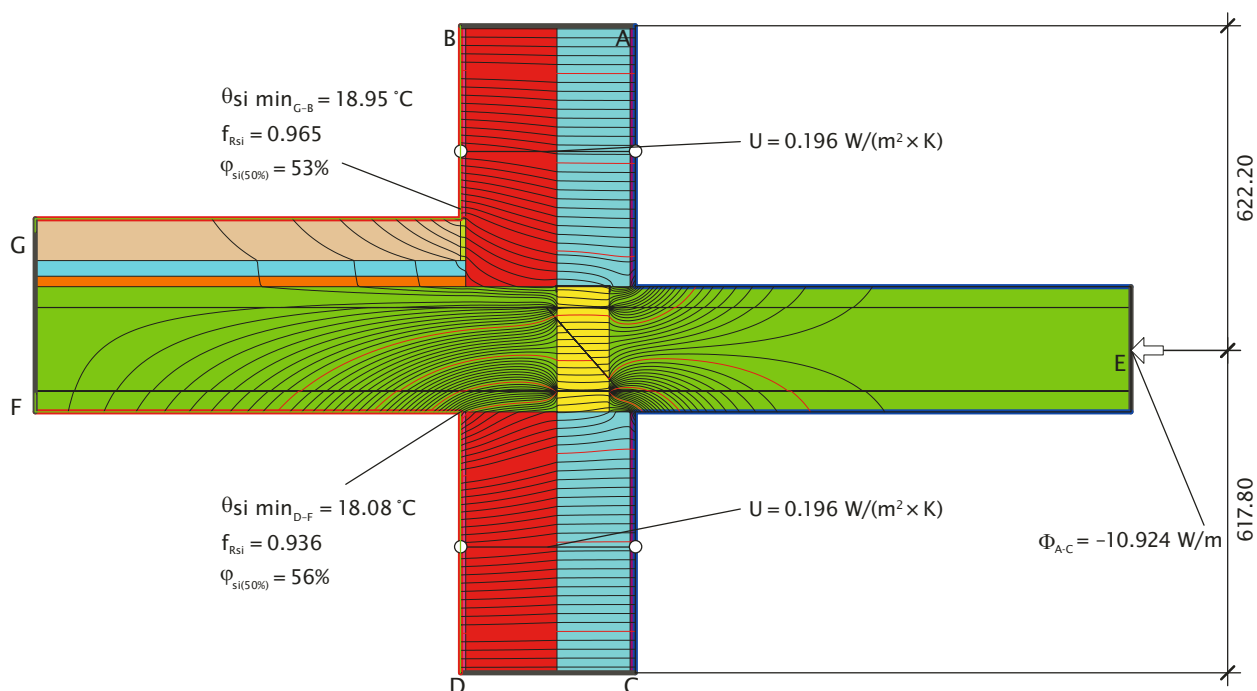 B
A
θsi min G-B = 18.95 °C
fRsi = 0.965
φsi(50%) = 53%
U = 0.196 W/(m² × K)
622.20
G
E
F
θsi min D-F = 18.08 °C
fRsi = 0.936
φsi(50%) = 56%
U = 0.196 W/(m² × K)
ΦA-C = –10.924 W/m
617.80
D
C